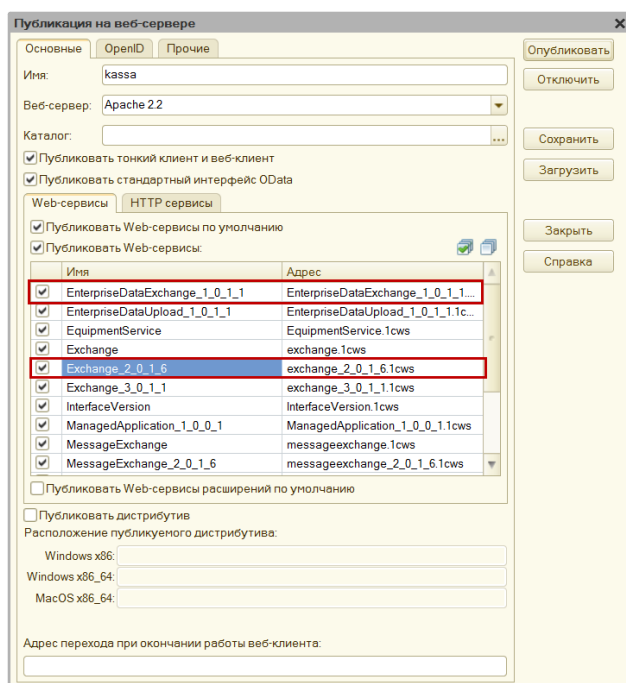 Публикация на веб-сервере
Основные OpenID Прочие
Опубликовать
Имя: kassa
Отключить
Веб-сервер: Apache 2.2
Каталог: ...
Сохранить
Публиковать тонкий клиент и веб-клиент
Загрузить
Публиковать стандартный интерфейс OData
Web-сервисы HTTP сервисы
Публиковать Web-сервисы по умолчанию
Закрыть
Публиковать Web-сервисы:
Справка
Имя Адрес
EnterpriseDataExchange_1_0_1_1 EnterpriseDataExchange_1_0_1_1....
EnterpriseDataUpload_1_0_1_1 EnterpriseDataUpload_1_0_1_1.1c...
EquipmentService EquipmentService.1cws
Exchange exchange.1cws
Exchange_2_0_1_6 exchange_2_0_1_6.1cws
Exchange_3_0_1_1 exchange_3_0_1_1.1cws
InterfaceVersion InterfaceVersion.1cws
ManagedApplication_1_0_0_1 ManagedApplication_1_0_0_1.1cws
MessageExchange messageexchange.1cws
MessageExchange_2_0_1_6 messageexchange_2_0_1_6.1cws
Публиковать Web-сервисы расширений по умолчанию
Публиковать дистрибутив
Расположение публикуемого дистрибутива:
Windows x86:
Windows x86_64:
MacOS x86_64:
Адрес перехода при окончании работы веб-клиента: